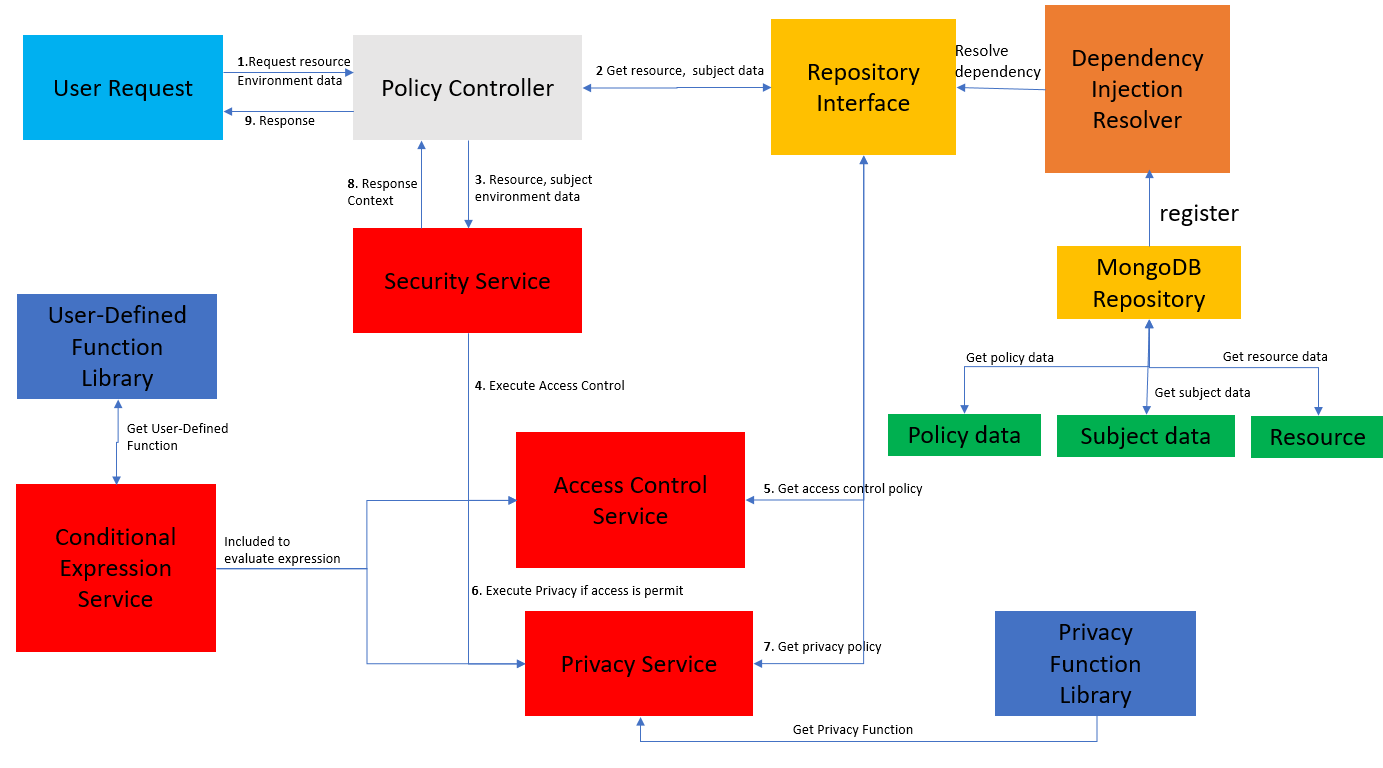 User Request
1.Request resource
Environment data
9. Response
Policy Controller
2 Get resource,  subject data
Repository
Interface
Resolve
dependency
Dependency
Injection
Resolver
8. Response
Context
3. Resource, subject
environment data
register
Security Service
MongoDB
Repository
User-Defined
Function
Library
Get policy data
Get resource data
Get subject data
4. Execute Access Control
Policy data
Subject data
Resource
Get User-Defined
Function
Access Control
Service
5. Get access control policy
Conditional
Expression
Service
Included to
evaluate expression
6. Execute Privacy if access is permit
Privacy Service
7. Get privacy policy
Privacy
Function
Library
Get Privacy Function